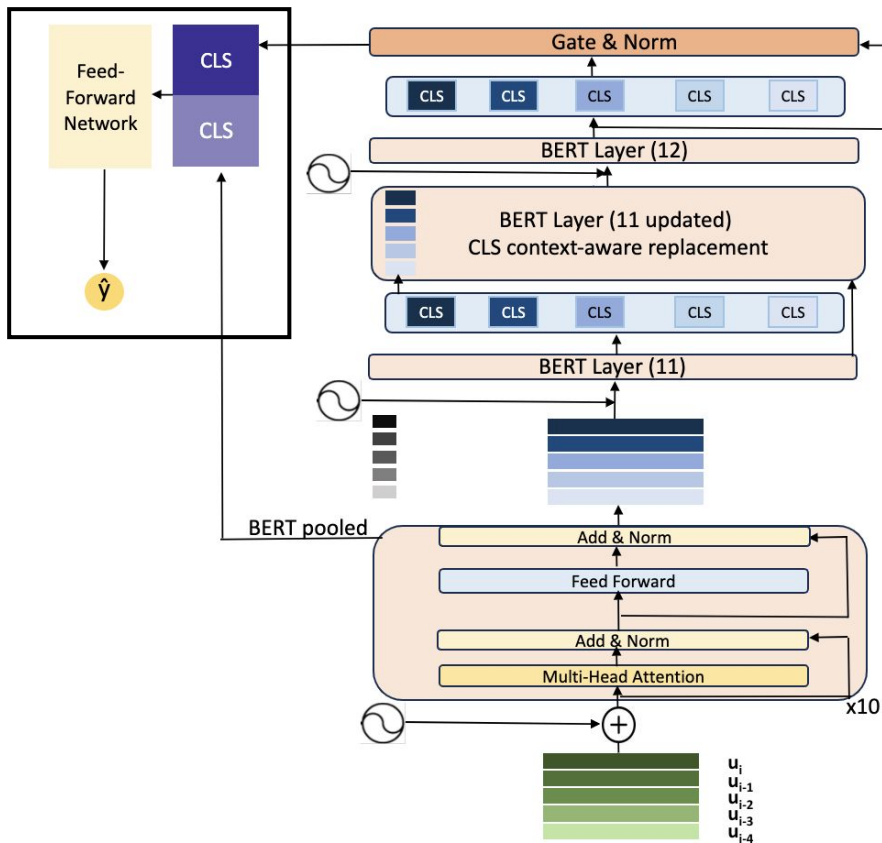 Feed-
Forward
Network
CLS
CLS
ŷ
Gate & Norm
CLS CLS CLS CLS CLS
BERT Layer (12)
BERT Layer (11 updated)
CLS context-aware replacement
CLS CLS CLS CLS CLS
BERT Layer (11)
BERT pooled
Add & Norm
Feed Forward
Add & Norm
Multi-Head Attention
x10
+
uᵢ
uᵢ₋₁
uᵢ₋₂
uᵢ₋₃
uᵢ₋₄